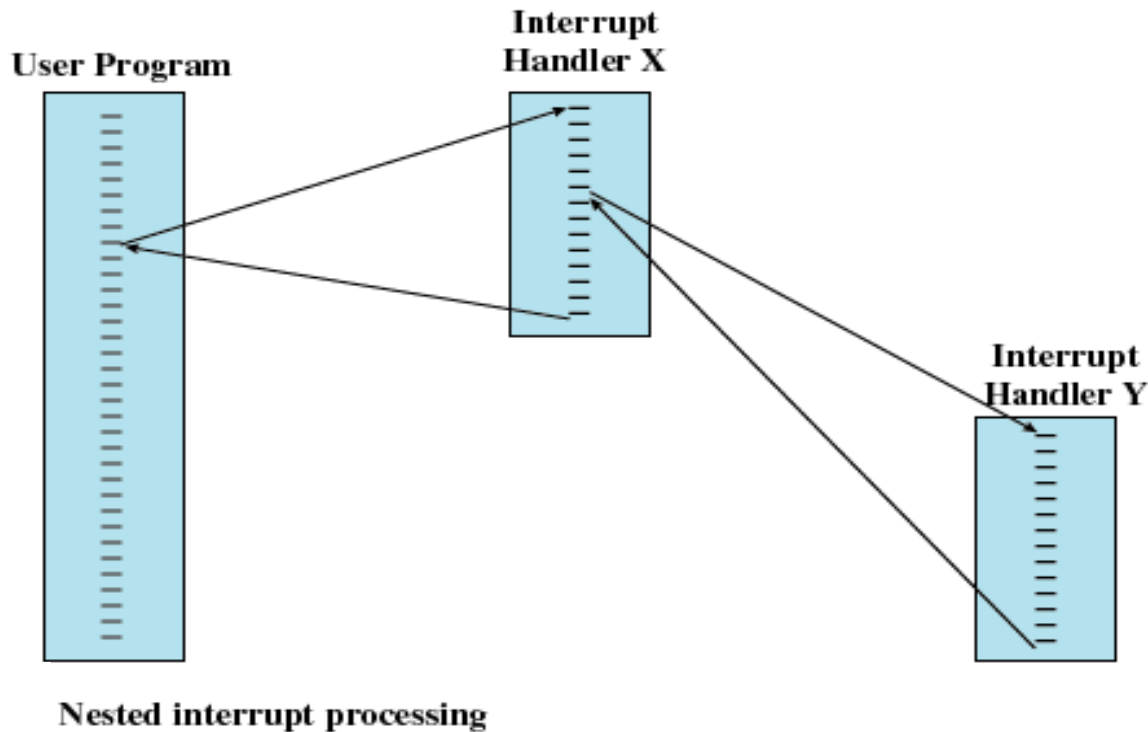 User Program
Interrupt
Handler X
Interrupt
Handler Y
Nested interrupt processing